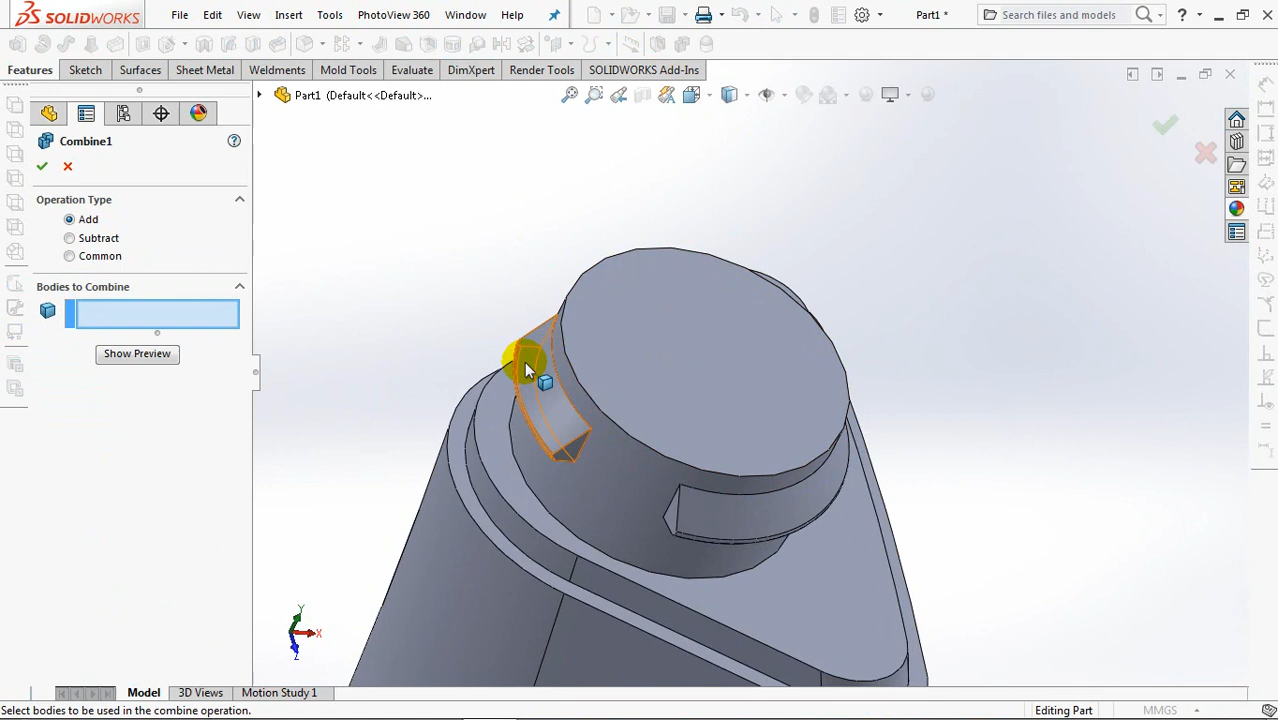 SOLIDWORKS
File Edit View Insert Tools PhotoView 360 Window Help
Part1 *
Search files and models
?
Features Sketch Surfaces Sheet Metal Weldments Mold Tools Evaluate DimXpert Render Tools SOLIDWORKS Add-Ins
Part1 (Default<<Default>...
Combine1
?
Operation Type
Add
Subtract
Common
Bodies to Combine
Show Preview
Y
X
Z
Model 3D Views Motion Study 1
Select bodies to be used in the combine operation.
Editing Part
MMGS